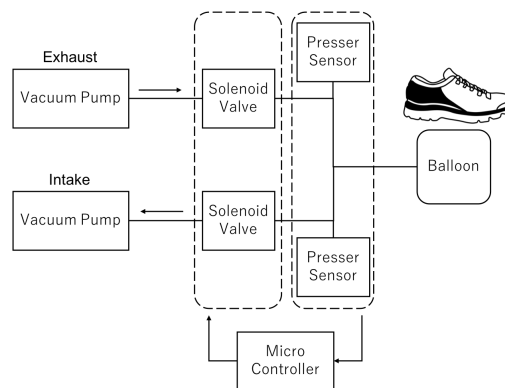 Exhaust
Vacuum Pump
Solenoid
Valve
Presser
Sensor
Balloon
Intake
Vacuum Pump
Solenoid
Valve
Presser
Sensor
Micro
Controller